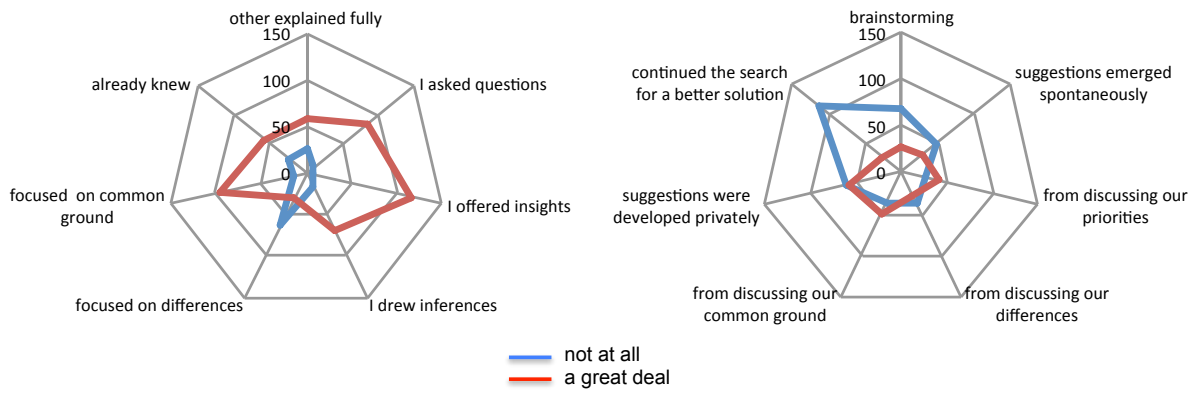 other explained fully
150
100
50
0
I asked questions
I offered insights
I drew inferences
focused on differences
focused on common
ground
already knew
brainstorming
150
100
50
0
suggestions emerged
spontaneously
from discussing our
priorities
from discussing our
differences
from discussing our
common ground
suggestions were
developed privately
continued the search
for a better solution
not at all
a great deal